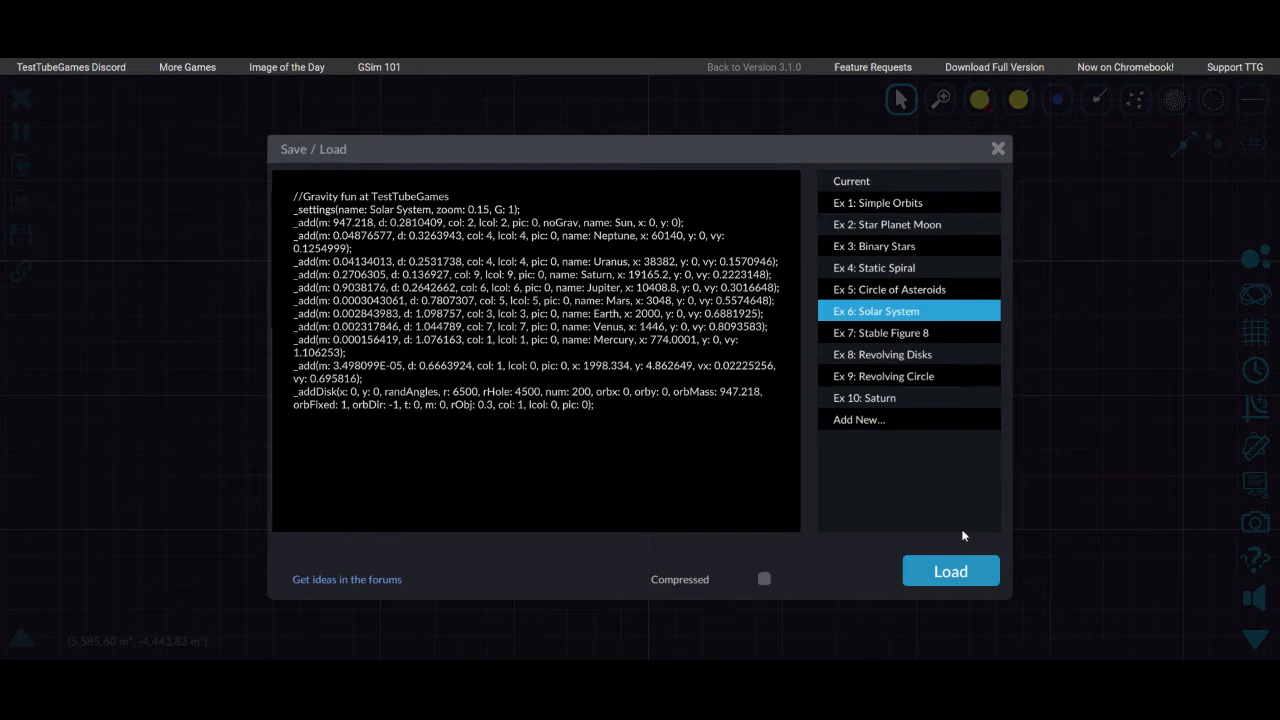 TestTubeGames Discord More Games Image of the Day GSim 101 Back to Version 3.1.0 Feature Requests Download Full Version Now on Chromebook! Support TTG
Save / Load
//Gravity fun at TestTubeGames
_settings(name: Solar System, zoom: 0.15, G: 1);
_add(m: 947.218, d: 0.2810409, col: 2, lcol: 2, pic: 0, noGrav, name: Sun, x: 0, y: 0);
_add(m: 0.04876577, d: 0.3263943, col: 4, lcol: 4, pic: 0, name: Neptune, x: 60140, y: 0, vy:
0.1254999);
_add(m: 0.04134013, d: 0.2531738, col: 4, lcol: 4, pic: 0, name: Uranus, x: 38382, y: 0, vy: 0.1570946);
_add(m: 0.2706305, d: 0.136927, col: 9, lcol: 9, pic: 0, name: Saturn, x: 19165.2, y: 0, vy: 0.2223148);
_add(m: 0.9038176, d: 0.2642662, col: 6, lcol: 6, pic: 0, name: Jupiter, x: 10408.8, y: 0, vy: 0.3016648);
_add(m: 0.0003043061, d: 0.7807307, col: 5, lcol: 5, pic: 0, name: Mars, x: 3048, y: 0, vy: 0.5574648);
_add(m: 0.002843983, d: 1.098757, col: 3, lcol: 3, pic: 0, name: Earth, x: 2000, y: 0, vy: 0.6881925);
_add(m: 0.002317846, d: 1.044789, col: 7, lcol: 7, pic: 0, name: Venus, x: 1446, y: 0, vy: 0.8093583);
_add(m: 0.000156419, d: 1.076163, col: 1, lcol: 1, pic: 0, name: Mercury, x: 774.0001, y: 0, vy:
1.106253);
_add(m: 3.498099E-05, d: 0.6663924, col: 1, lcol: 0, pic: 0, x: 1998.334, y: 4.862649, vx: 0.02225256,
vy: 0.695816);
_addDisk(x: 0, y: 0, randAngles, r: 6500, rHole: 4500, num: 200, orbx: 0, orby: 0, orbMass: 947.218,
orbFixed: 1, orbDir: -1, t: 0, m: 0, rObj: 0.3, col: 1, lcol: 0, pic: 0);
Current
Ex 1: Simple Orbits
Ex 2: Star Planet Moon
Ex 3: Binary Stars
Ex 4: Static Spiral
Ex 5: Circle of Asteroids
Ex 6: Solar System
Ex 7: Stable Figure 8
Ex 8: Revolving Disks
Ex 9: Revolving Circle
Ex 10: Saturn
Add New...
Get ideas in the forums Compressed Load
(5,585.60 m*, -4,443.83 m*)